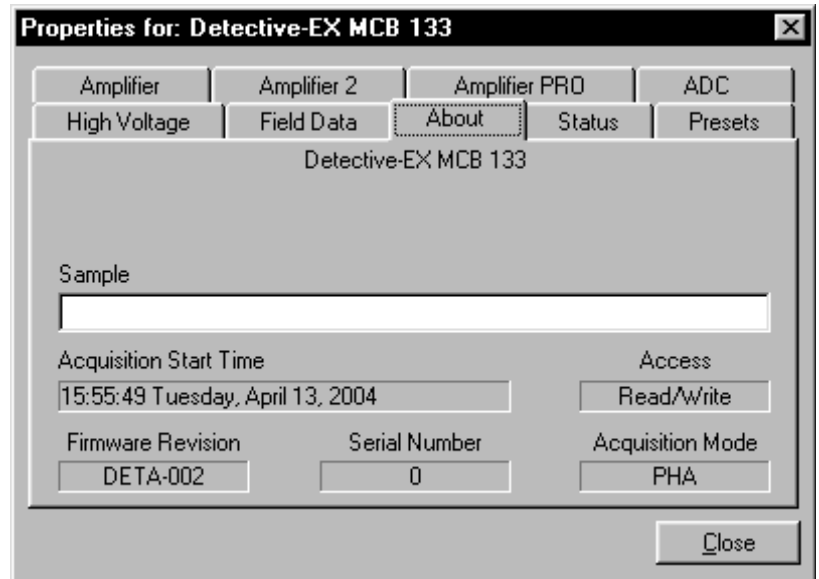 Properties for: Detective-EX MCB 133
Amplifier Amplifier 2 Amplifier PRO ADC
High Voltage Field Data About Status Presets
Detective-EX MCB 133
Sample
Acquisition Start Time Access
15:55:49 Tuesday, April 13, 2004 Read/Write
Firmware Revision Serial Number Acquisition Mode
DETA-002 0 PHA
Close